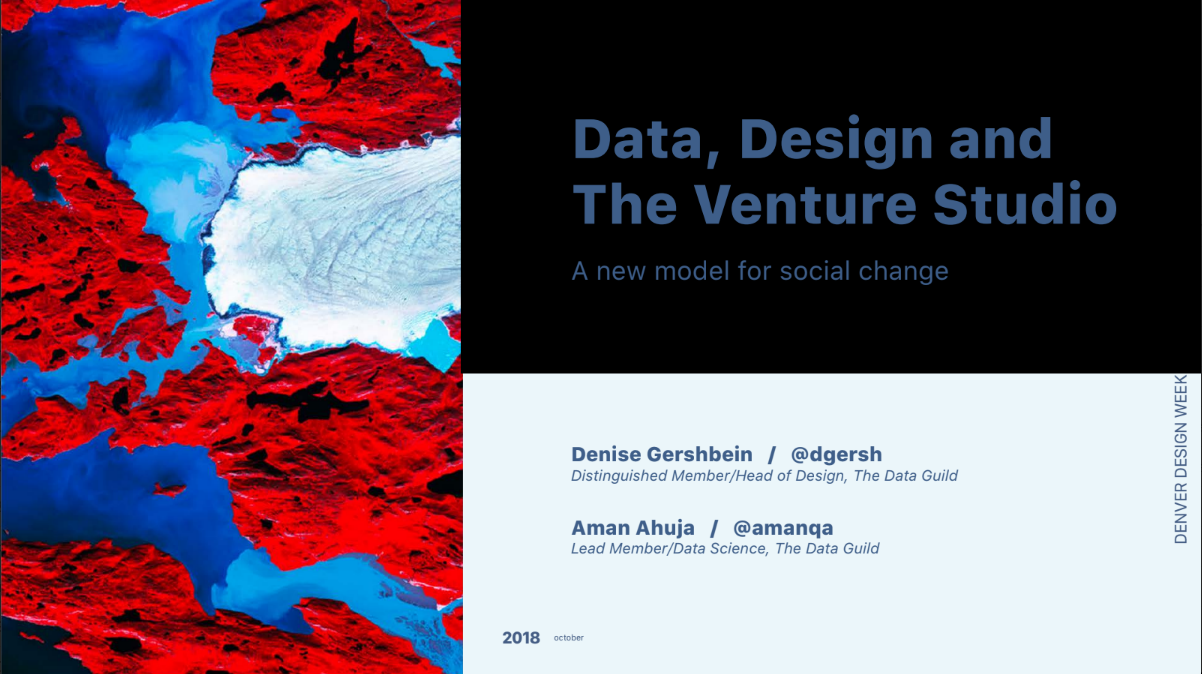 Data, Design and
The Venture Studio
A new model for social change
Denise Gershbein / @dgersh
Distinguished Member/Head of Design, The Data Guild
Aman Ahuja / @amanqa
Lead Member/Data Science, The Data Guild
2018 october
DENVER DESIGN WEEK